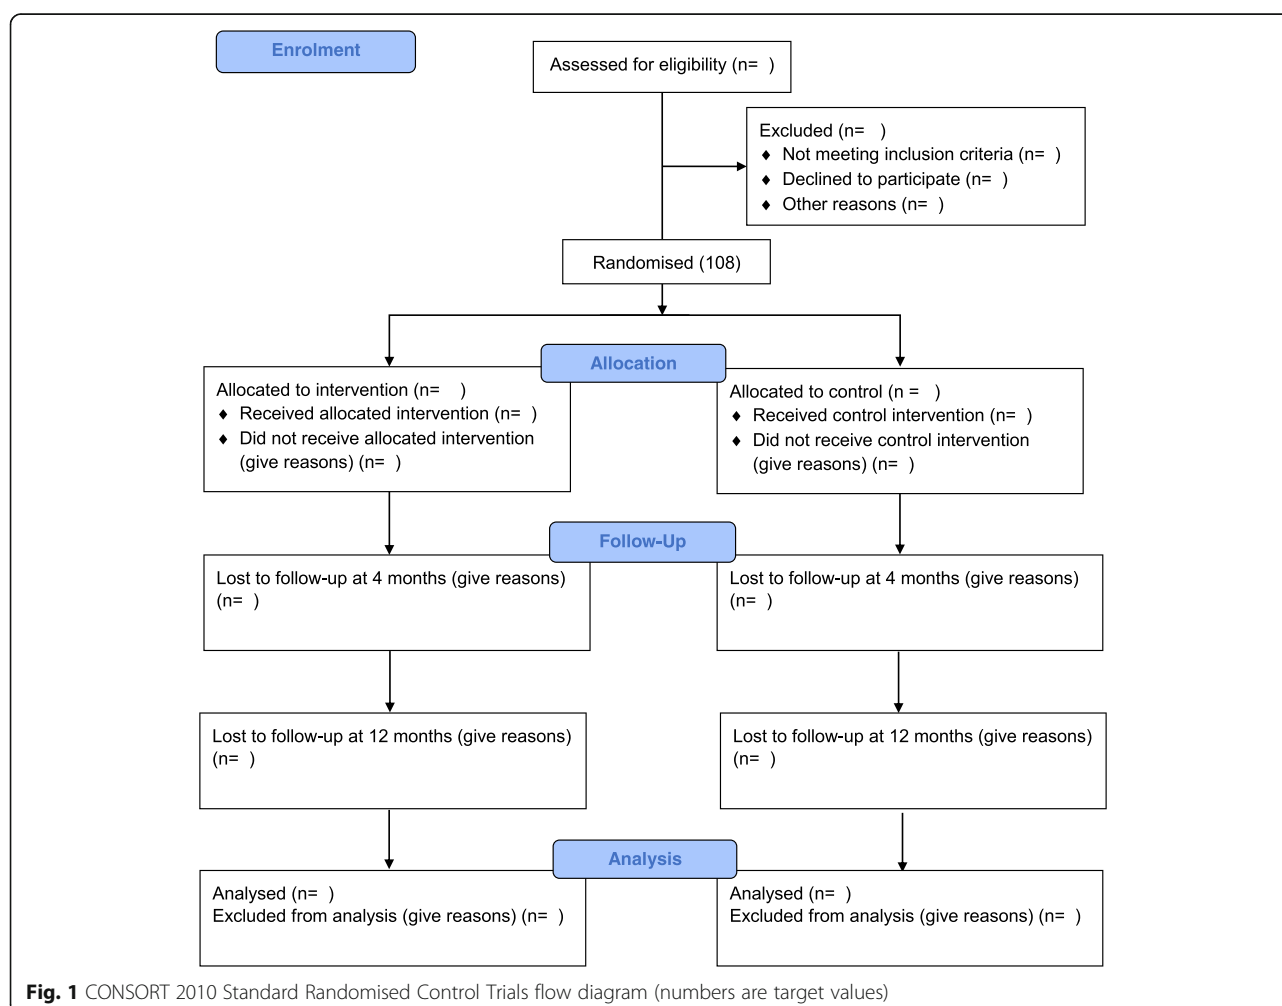 Enrolment
Assessed for eligibility (n=  )
Excluded (n=   )
♦ Not meeting inclusion criteria (n=  )
♦ Declined to participate (n=  )
♦ Other reasons (n=  )
Randomised (108)
Allocation
Allocated to intervention (n=    )
♦ Received allocated intervention (n=  )
♦ Did not receive allocated intervention
(give reasons) (n=  )
Allocated to control (n =   )
♦ Received control intervention (n=  )
♦ Did not receive control intervention
(give reasons) (n=  )
Follow-Up
Lost to follow-up at 4 months (give reasons)
(n=  )
Lost to follow-up at 4 months (give reasons)
(n=  )
Lost to follow-up at 12 months (give reasons)
(n=  )
Lost to follow-up at 12 months (give reasons)
(n=  )
Analysis
Analysed (n=  )
Excluded from analysis (give reasons) (n=  )
Analysed (n=  )
Excluded from analysis (give reasons) (n=  )
Fig. 1 CONSORT 2010 Standard Randomised Control Trials flow diagram (numbers are target values)